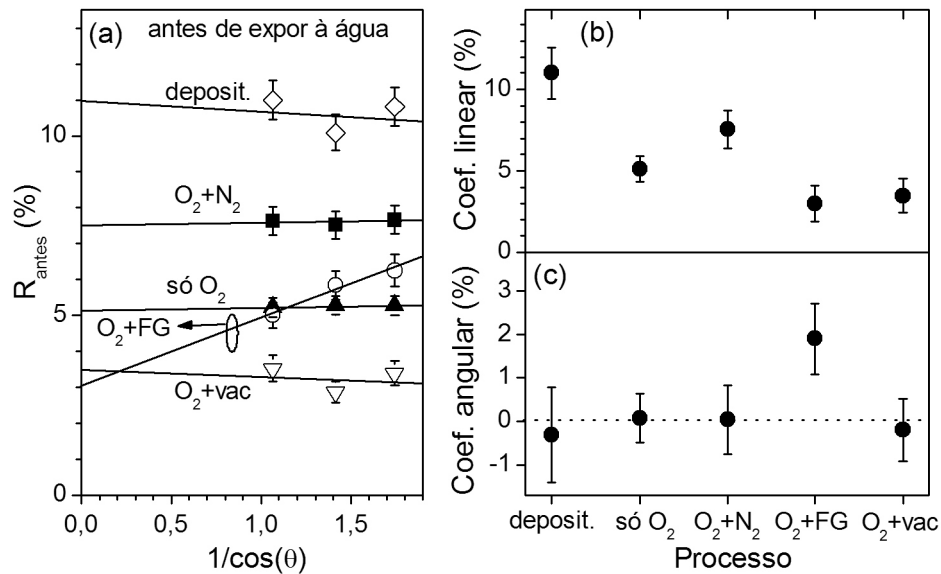 (a)
antes de expor à água
deposit.
O₂+N₂
só O₂
O₂+FG
O₂+vac
R_antes (%)
10
5
0
0,0 0,5 1,0 1,5
1/cos(θ)
(b)
Coef. linear (%)
10
5
0
(c)
Coef. angular (%)
3
2
1
0
-1
deposit. só O₂ O₂+N₂ O₂+FG O₂+vac
Processo